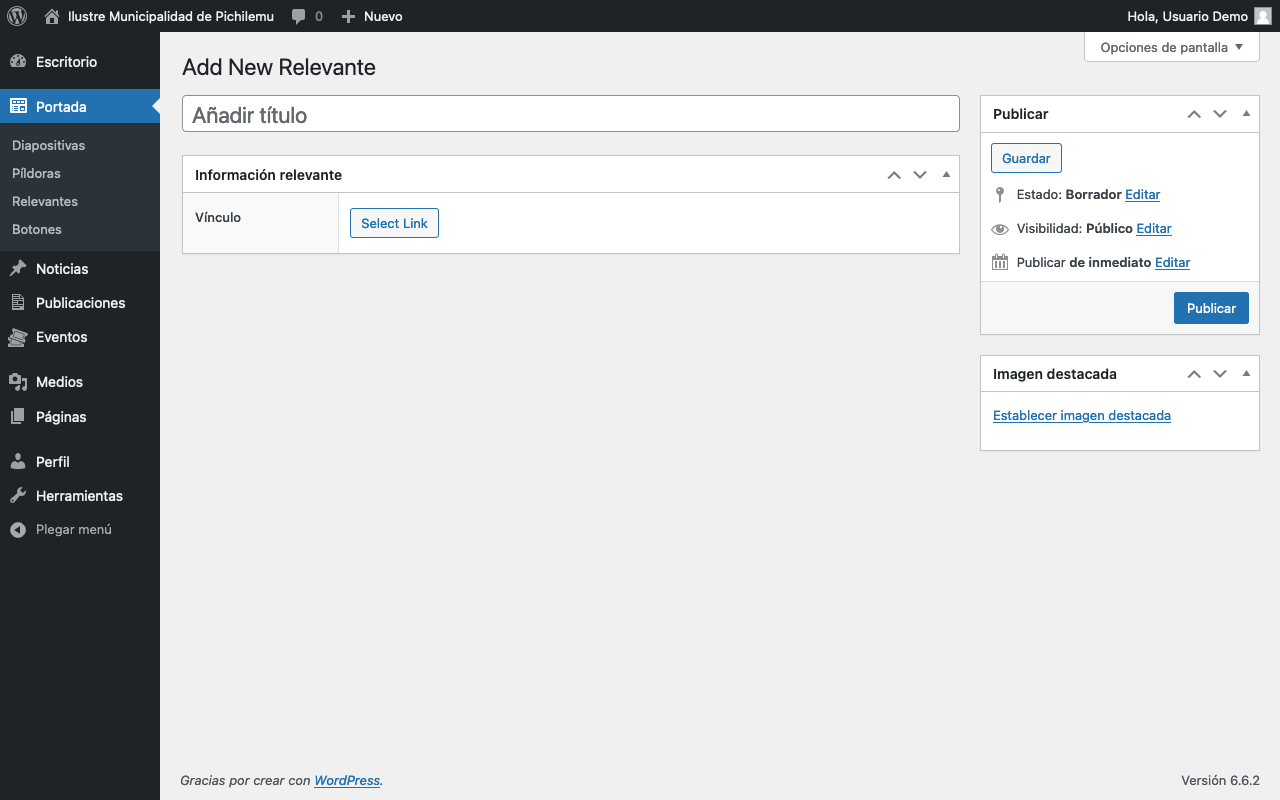 Ilustre Municipalidad de Pichilemu 0 Nuevo Hola, Usuario Demo
Opciones de pantalla
Escritorio
Portada
Diapositivas
Píldoras
Relevantes
Botones
Noticias
Publicaciones
Eventos
Medios
Páginas
Perfil
Herramientas
Plegar menú
Add New Relevante
Añadir título
Información relevante
Vínculo
Select Link
Publicar
Guardar
Estado: Borrador Editar
Visibilidad: Público Editar
Publicar de inmediato Editar
Publicar
Imagen destacada
Establecer imagen destacada
Gracias por crear con WordPress.
Versión 6.6.2